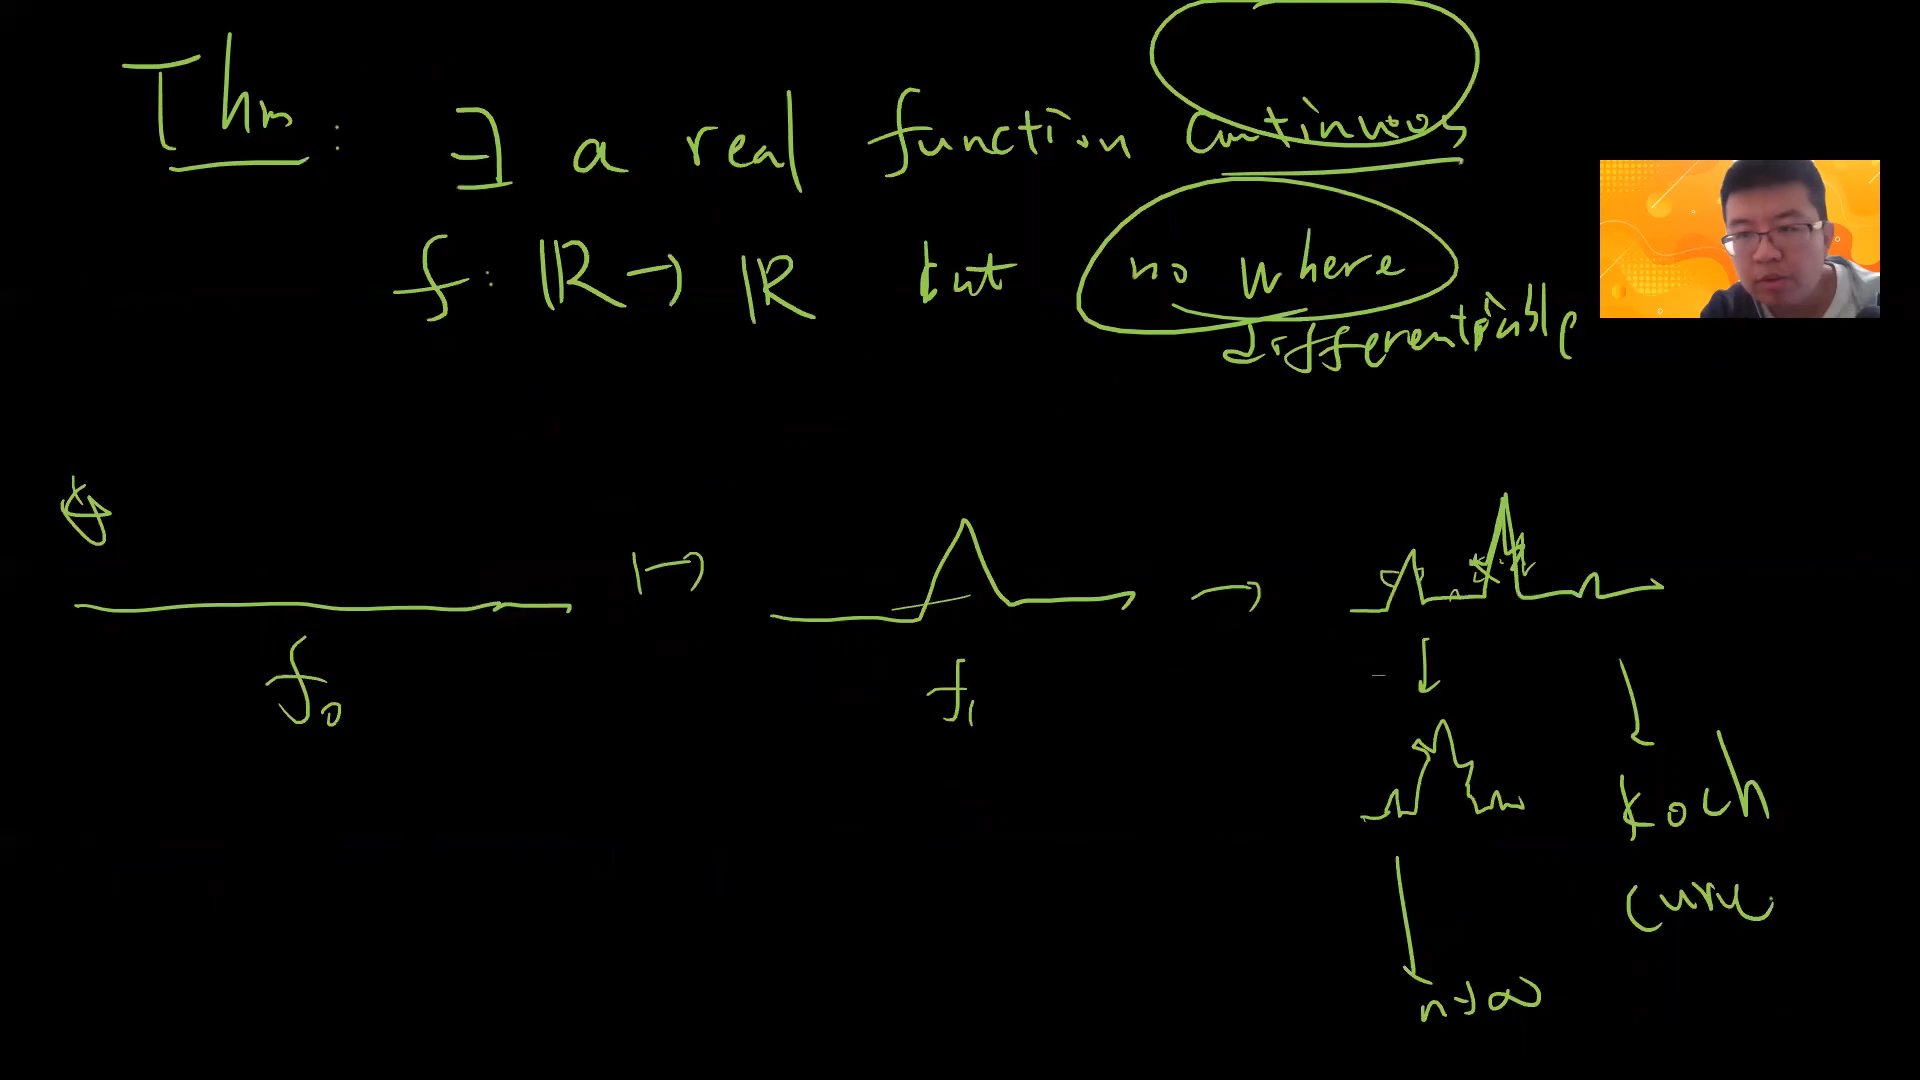 Thm: ∃ a real function continuous
f: ℝ → ℝ but no where
differentiable
↦ →
f₀ f₁
Koch
curve
n→∞